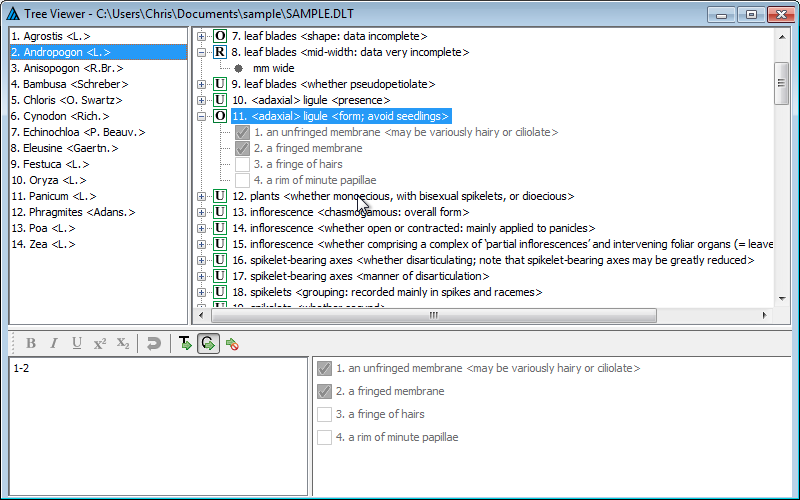 Tree Viewer - C:\Users\Chris\Documents\sample\SAMPLE.DLT
1. Agrostis <L.>
2. Andropogon <L.>
3. Anisopogon <R.Br.>
4. Bambusa <Schreber>
5. Chloris <O. Swartz>
6. Cynodon <Rich.>
7. Echinochloa <P. Beauv.>
8. Eleusine <Gaertn.>
9. Festuca <L.>
10. Oryza <L.>
11. Panicum <L.>
12. Phragmites <Adans.>
13. Poa <L.>
14. Zea <L.>
O 7. leaf blades <shape: data incomplete>
R 8. leaf blades <mid-width: data very incomplete>
mm wide
U 9. leaf blades <whether pseudopetiolate>
U 10. <adaxial> ligule <presence>
O 11. <adaxial> ligule <form; avoid seedlings>
1. an unfringed membrane <may be variously hairy or ciliolate>
2. a fringed membrane
3. a fringe of hairs
4. a rim of minute papillae
U 12. plants <whether monoecious, with bisexual spikelets, or dioecious>
U 13. inflorescence <chasmogamous: overall form>
U 14. inflorescence <whether open or contracted: mainly applied to panicles>
U 15. inflorescence <whether comprising a complex of ‘partial inflorescences’ and intervening foliar organs (= leave
U 16. spikelet-bearing axes <whether disarticulating; note that spikelet-bearing axes may be greatly reduced>
U 17. spikelet-bearing axes <manner of disarticulation>
U 18. spikelets <grouping: recorded mainly in spikes and racemes>
B I U x² X₂ T
1-2
1. an unfringed membrane <may be variously hairy or ciliolate>
2. a fringed membrane
3. a fringe of hairs
4. a rim of minute papillae